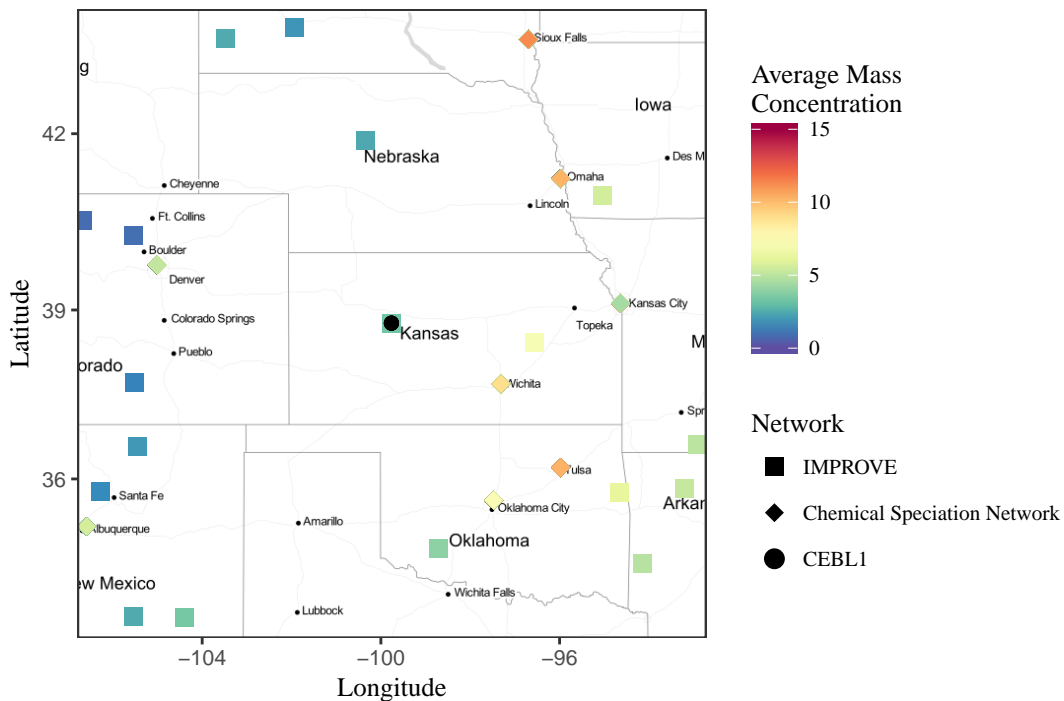 Sioux Falls
g
Iowa
42
Nebraska
Des M
Omaha
Cheyenne
Lincoln
Ft. Collins
Boulder
Denver
39
Kansas City
Colorado Springs
Topeka
Kansas
Pueblo
M
orado
Wichita
Spr
36
Tulsa
Santa Fe
Oklahoma City
Arkar
Amarillo
Albuquerque
Oklahoma
ew Mexico
Wichita Falls
Lubbock
−104
−100
−96
Longitude
Latitude
Average Mass
Concentration
15
10
5
0
Network
IMPROVE
Chemical Speciation Network
CEBL1